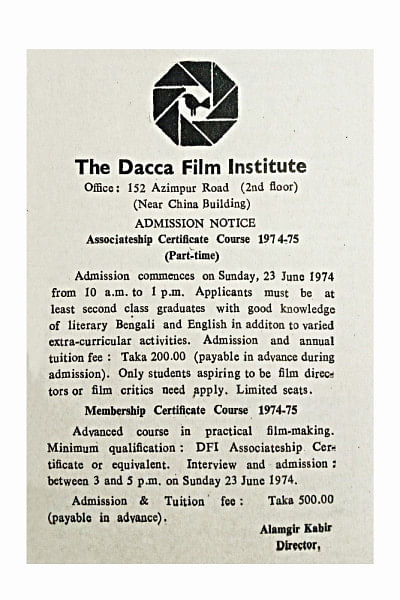 The Dacca Film Institute
Office: 152 Azimpur Road (2nd floor)
(Near China Building)
ADMISSION NOTICE
Associateship Certificate Course 1974-75
(Part-time)
Admission commences on Sunday, 23 June 1974
from 10 a.m. to 1 p.m. Applicants must be at
least second class graduates with good knowledge
of literary Bengali and English in additon to varied
extra-curricular activities. Admission and annual
tuition fee : Taka 200.00 (payable in advance during
admission). Only students aspiring to be film direc-
tors or film critics need apply. Limited seats.
Membership Certificate Course 1974-75
Advanced course in practical film-making.
Minimum qualification : DFI Associateship Cer-
tificate or equivalent. Interview and admission :
between 3 and 5 p.m. on Sunday 23 June 1974.
Admission & Tuition fee : Taka 500.00
(payable in advance).
Alamgir Kabir
Director,